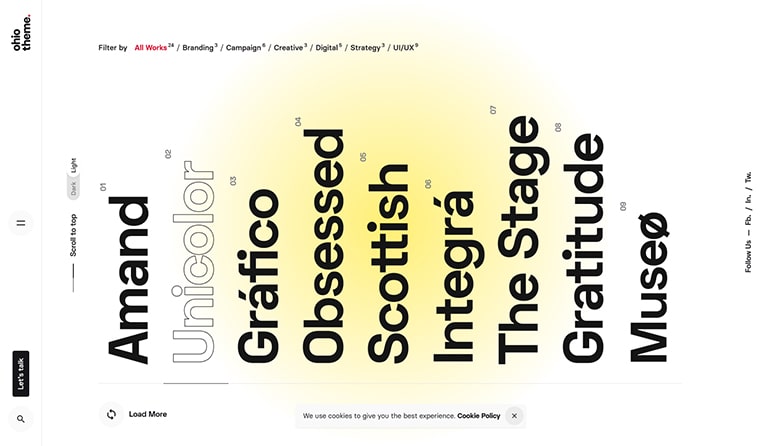 ohio
theme.
Filter by All Works 24 / Branding 3 / Campaign 6 / Creative 3 / Digital 5 / Strategy 3 / UI/UX 9
Dark Light
Scroll to top
Let's talk
01
Amand
02
Unicolor
03
Gráfico
04
Obsessed
05
Scottish
06
Integrá
07
The Stage
08
Gratitude
09
Museø
Follow Us — Fb. / In. / Tw.
Load More
We use cookies to give you the best experience. Cookie Policy